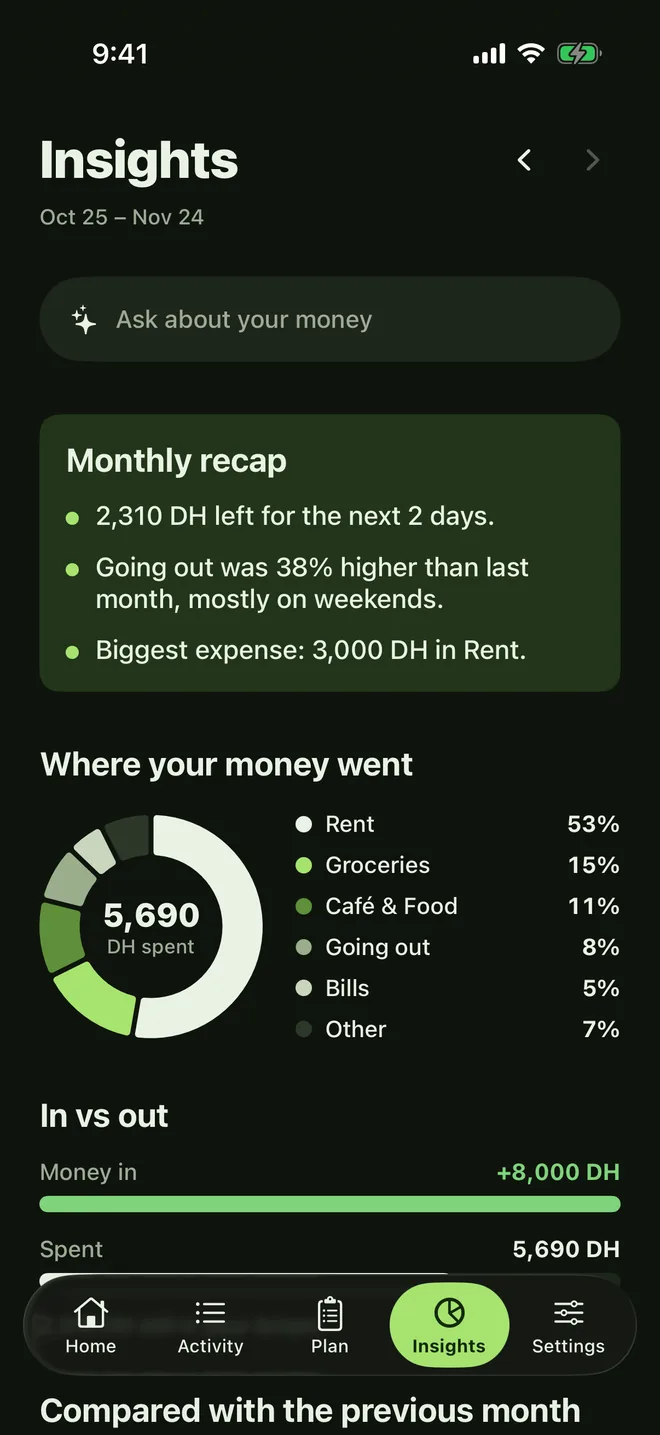 9:41
Insights
Oct 25 – Nov 24
Ask about your money
Monthly recap
2,310 DH left for the next 2 days.
Going out was 38% higher than last
month, mostly on weekends.
Biggest expense: 3,000 DH in Rent.
Where your money went
5,690
DH spent
Rent 53%
Groceries 15%
Café & Food 11%
Going out 8%
Bills 5%
Other 7%
In vs out
Money in +8,000 DH
Spent 5,690 DH
Home Activity Plan Insights Settings
Compared with the previous month